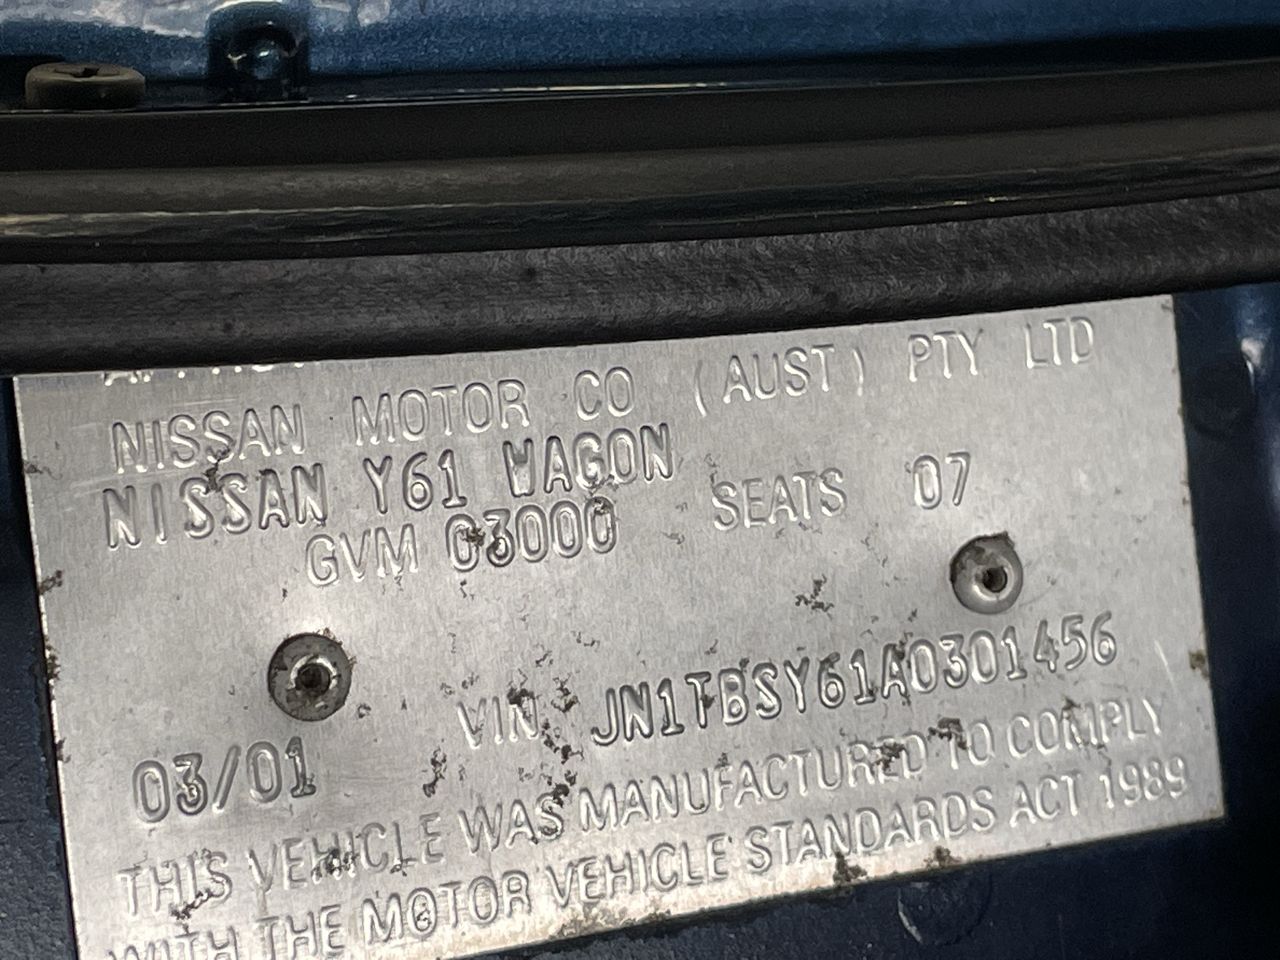 NISSAN MOTOR CO (AUST) PTY LTD
NISSAN Y61 WAGON
GVM 03000 SEATS 07
VIN JN1TBSY61A0301456
03/01
THIS VEHICLE WAS MANUFACTURED TO COMPLY
WITH THE MOTOR VEHICLE STANDARDS ACT 1989